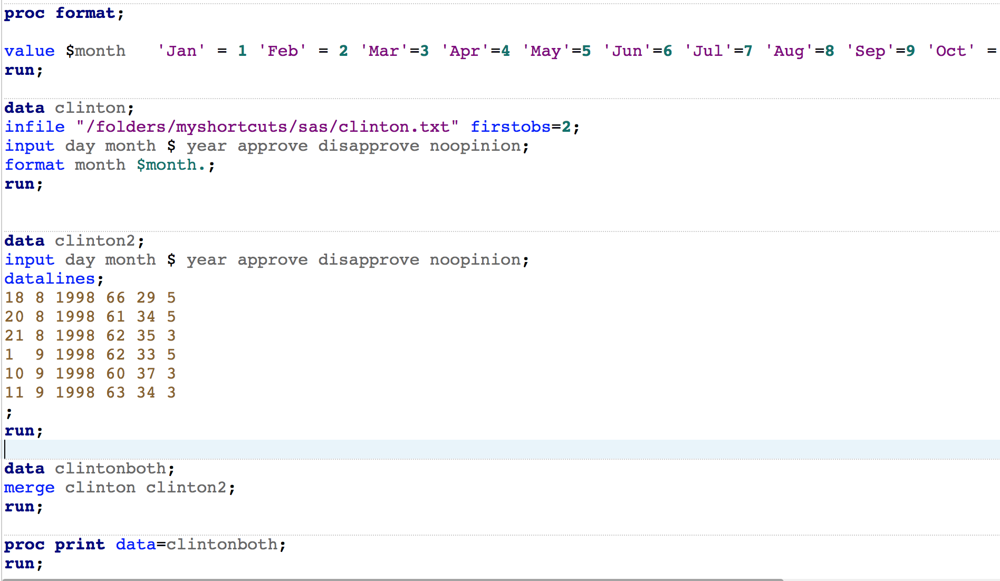 proc format;
value $month   'Jan' = 1 'Feb' = 2 'Mar'=3 'Apr'=4 'May'=5 'Jun'=6 'Jul'=7 'Aug'=8 'Sep'=9 'Oct' =
run;
data clinton;
infile "/folders/myshortcuts/sas/clinton.txt" firstobs=2;
input day month $ year approve disapprove noopinion;
format month $month.;
run;
data clinton2;
input day month $ year approve disapprove noopinion;
datalines;
18 8 1998 66 29 5
20 8 1998 61 34 5
21 8 1998 62 35 3
1  9 1998 62 33 5
10 9 1998 60 37 3
11 9 1998 63 34 3
;
run;
data clintonboth;
merge clinton clinton2;
run;
proc print data=clintonboth;
run;